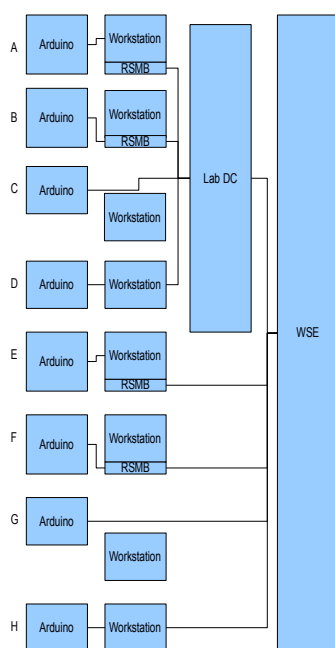 A
Arduino
Workstation
RSMB
B
Arduino
Workstation
RSMB
C
Arduino
Workstation
D
Arduino
Workstation
E
Arduino
Workstation
RSMB
F
Arduino
Workstation
RSMB
G
Arduino
Workstation
H
Arduino
Workstation
Lab DC
WSE